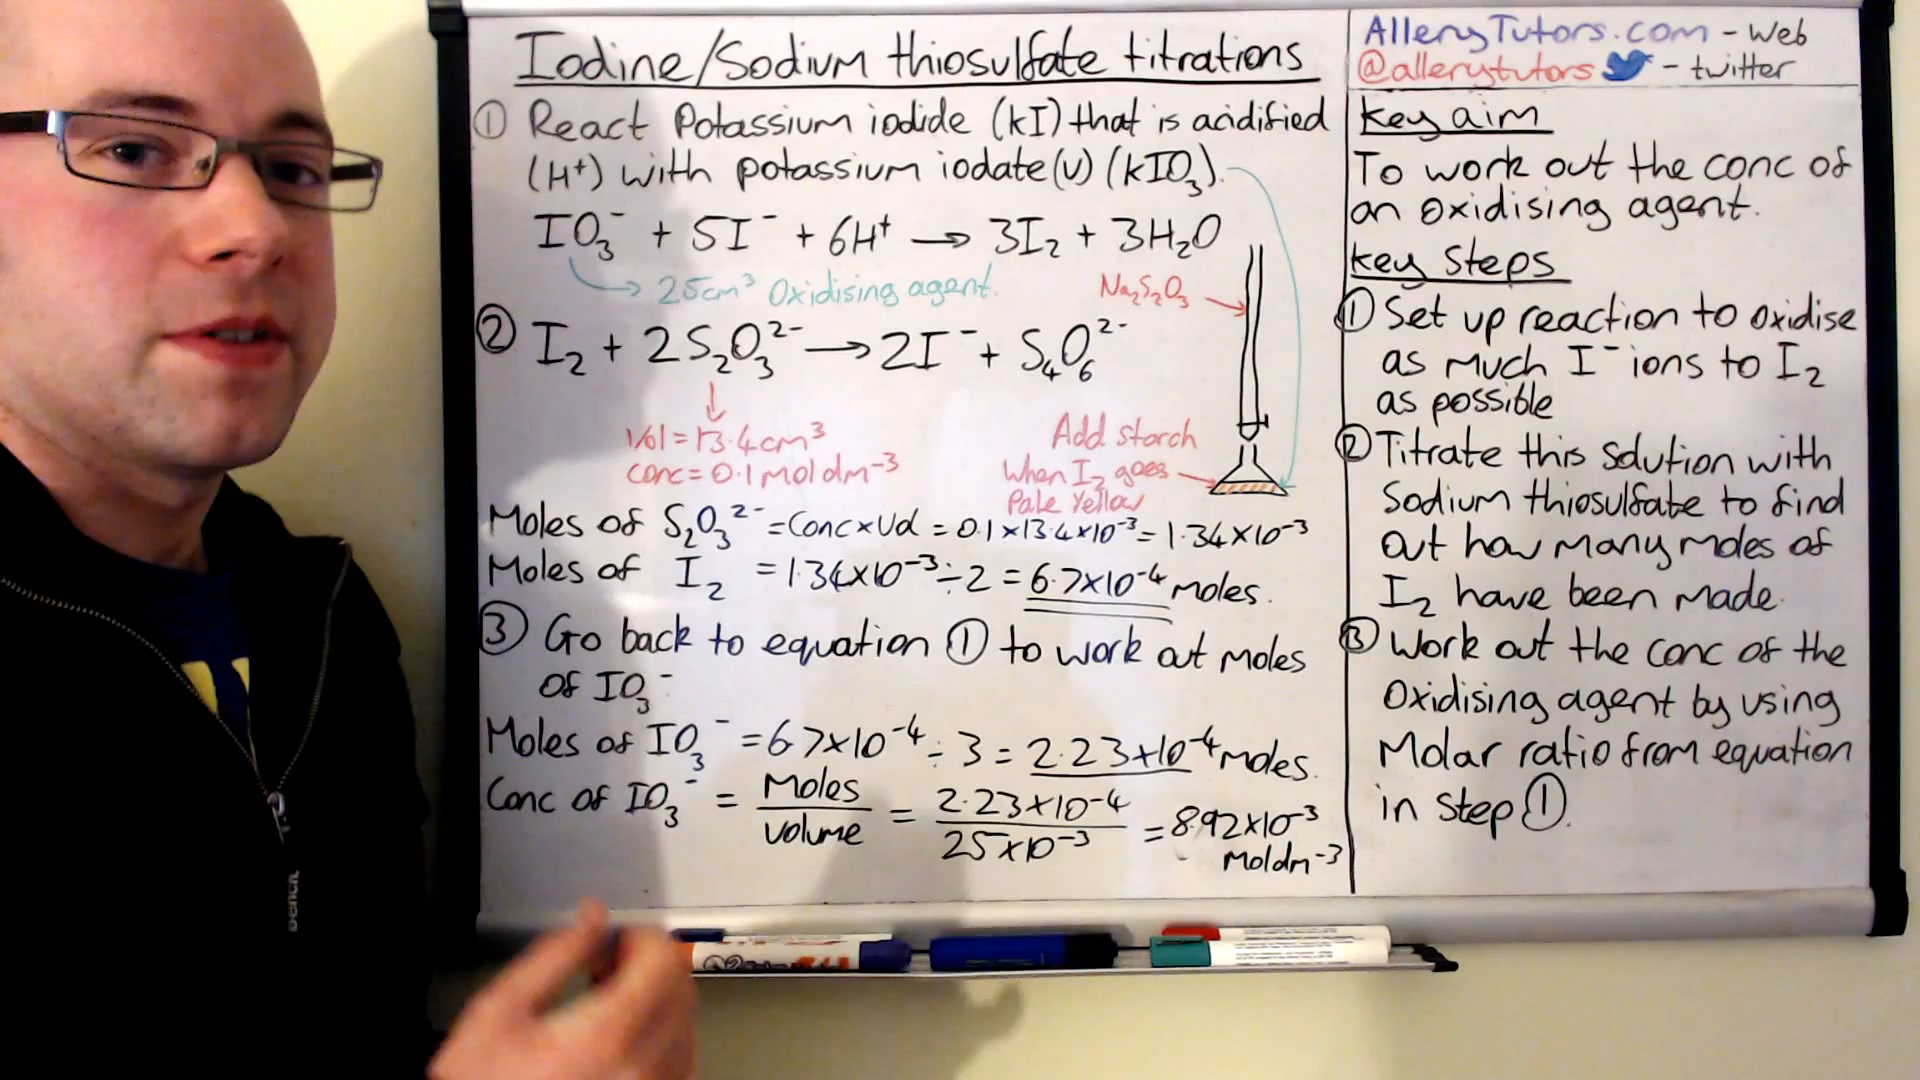 Iodine/Sodium thiosulfate titrations
① React Potassium iodide (KI) that is acidified
(H⁺) with potassium iodate(v) (KIO₃).
IO₃⁻ + 5I⁻ + 6H⁺ → 3I₂ + 3H₂O
25cm³ Oxidising agent.
Na₂S₂O₃
② I₂ + 2S₂O₃²⁻ → 2I⁻ + S₄O₆²⁻
Vol = 13.4cm³
Conc = 0.1moldm⁻³
Add starch
When I₂ goes
Pale Yellow
Moles of S₂O₃²⁻ = Conc × Vol = 0.1 × 13.4 × 10⁻³ = 1.34 × 10⁻³
Moles of I₂ = 1.34 × 10⁻³ ÷ 2 = 6.7 × 10⁻⁴ moles.
③ Go back to equation ① to work out moles
of IO₃⁻
Moles of IO₃⁻ = 6.7 × 10⁻⁴ ÷ 3 = 2.23 × 10⁻⁴ moles.
Conc of IO₃⁻ = Moles / volume = 2.23 × 10⁻⁴ / 25 × 10⁻³ = 8.92 × 10⁻³
Moldm⁻³
AlleryTutors.com - Web
@allerytutors - twitter
Key aim
To work out the conc of
an oxidising agent.
Key Steps
① Set up reaction to oxidise
as much I⁻ ions to I₂
as possible
② Titrate this solution with
Sodium thiosulfate to find
out how many moles of
I₂ have been made.
③ Work out the conc of the
Oxidising agent by using
Molar ratio from equation
in step ①.
BENCH